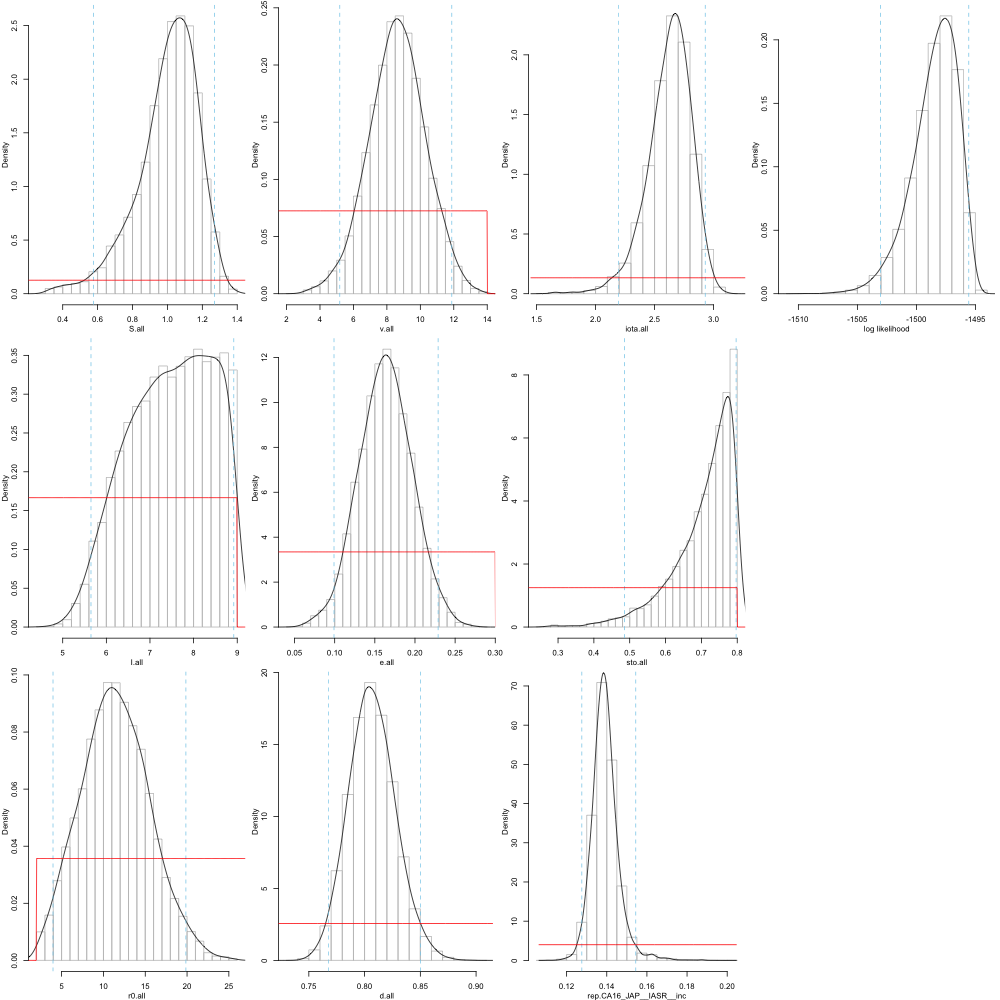 Density
0.0 0.5 1.0 1.5 2.0 2.5
0.4 0.6 0.8 1.0 1.2 1.4
S.all
Density
0.00 0.05 0.10 0.15 0.20 0.25
2 4 6 8 10 12 14
v.all
Density
0.0 0.5 1.0 1.5 2.0
1.5 2.0 2.5 3.0
iota.all
Density
0.00 0.05 0.10 0.15 0.20
-1510 -1505 -1500 -1495
log likelihood
Density
0.00 0.05 0.10 0.15 0.20 0.25 0.30 0.35
5 6 7 8 9
l.all
Density
0 2 4 6 8 10 12
0.05 0.10 0.15 0.20 0.25 0.30
e.all
Density
0 2 4 6 8
0.3 0.4 0.5 0.6 0.7 0.8
sto.all
Density
0.00 0.02 0.04 0.06 0.08 0.10
5 10 15 20 25
r0.all
Density
0 5 10 15 20
0.75 0.80 0.85 0.90
d.all
Density
0 10 20 30 40 50 60 70
0.12 0.14 0.16 0.18 0.20
rep.CA16_JAP__IASR__inc